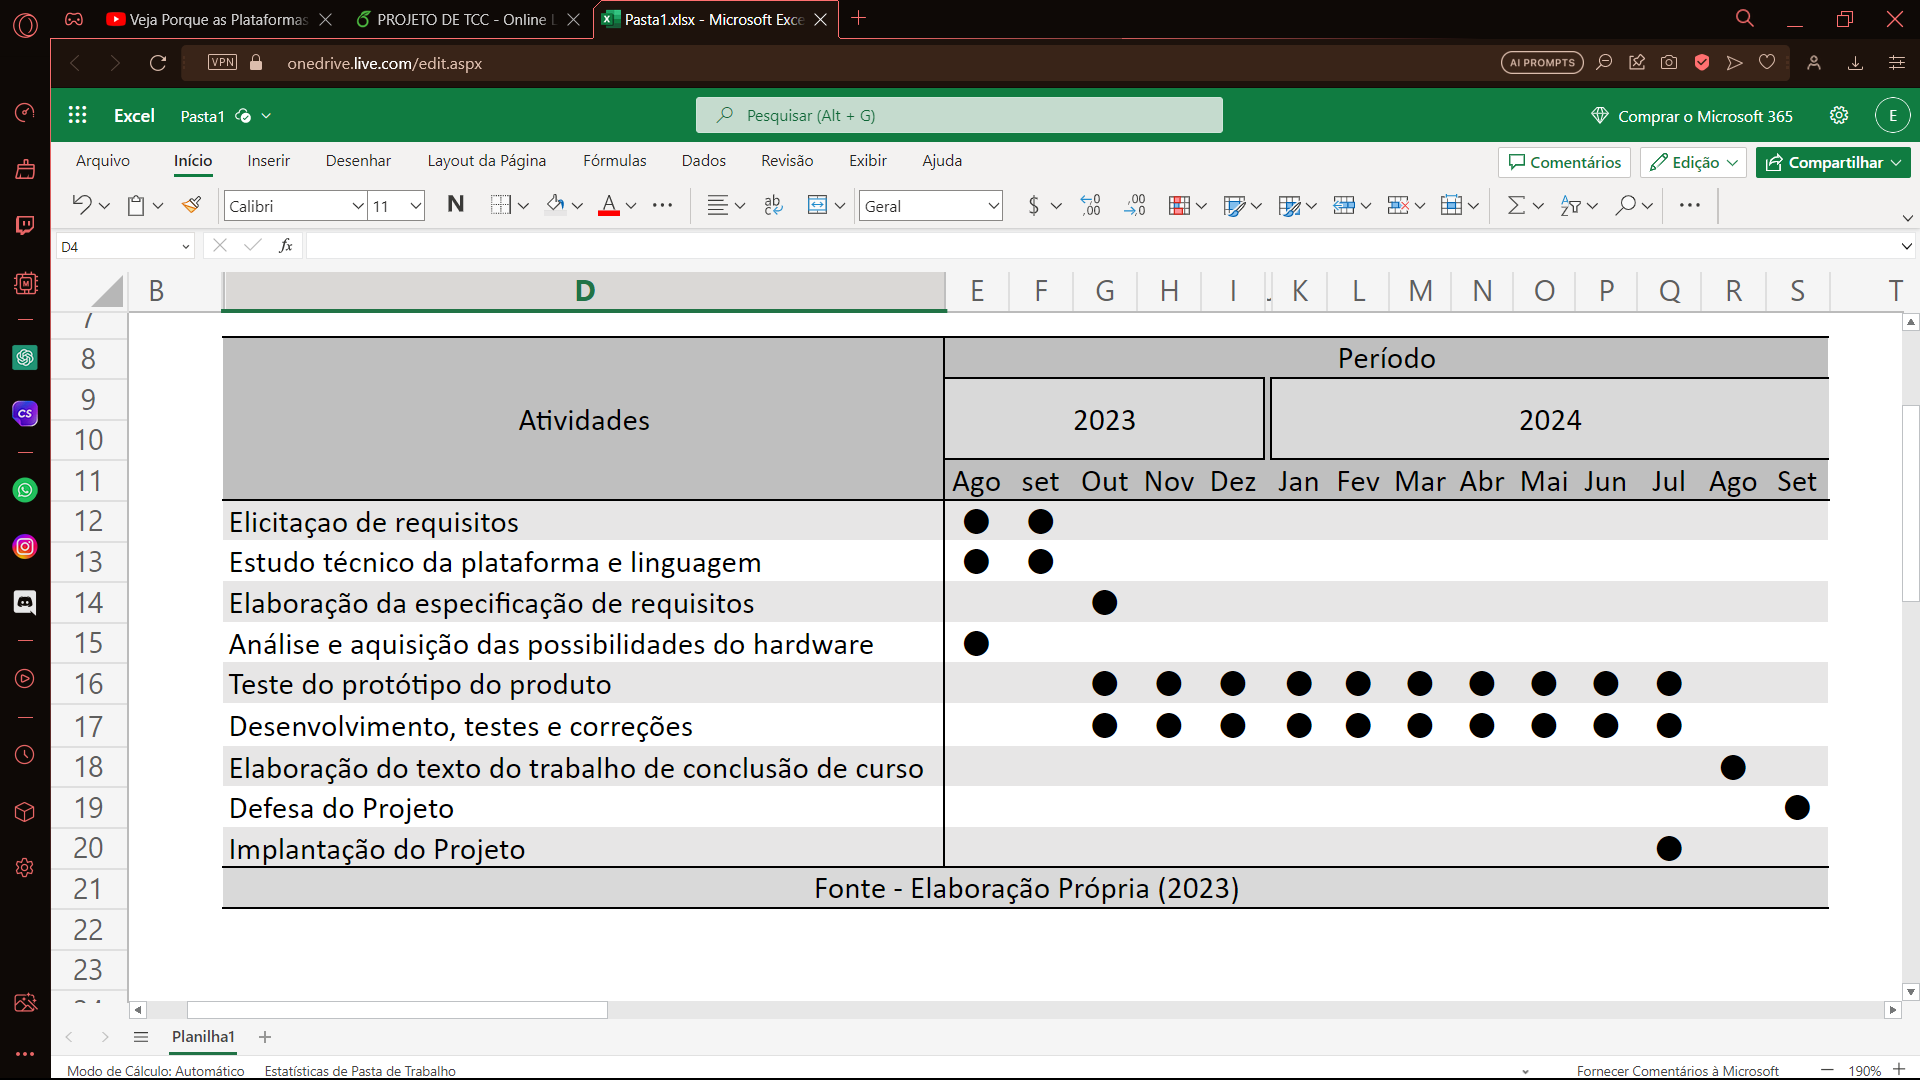 Veja Porque as Plataformas
PROJETO DE TCC - Online L
Pasta1.xlsx - Microsoft Exce
VPN
onedrive.live.com/edit.aspx
AI PROMPTS
Excel
Pasta1
Pesquisar (Alt + G)
Comprar o Microsoft 365
E
Arquivo
Início
Inserir
Desenhar
Layout da Página
Fórmulas
Dados
Revisão
Exibir
Ajuda
Comentários
Edição
Compartilhar
Calibri
11
N
Geral
D4
fx
B D E F G H I J K L M N O P Q R S T
7
8 Período
9
Atividades 2023 2024
10
11 Ago set Out Nov Dez Jan Fev Mar Abr Mai Jun Jul Ago Set
12 Elicitaçao de requisitos ● ●
13 Estudo técnico da plataforma e linguagem ● ●
14 Elaboração da especificação de requisitos ●
15 Análise e aquisição das possibilidades do hardware ●
16 Teste do protótipo do produto ● ● ● ● ● ● ● ● ● ●
17 Desenvolvimento, testes e correções ● ● ● ● ● ● ● ● ● ●
18 Elaboração do texto do trabalho de conclusão de curso ●
19 Defesa do Projeto ●
20 Implantação do Projeto ●
21 Fonte - Elaboração Própria (2023)
22
23
Planilha1
Modo de Cálculo: Automático
Estatísticas de Pasta de Trabalho
Fornecer Comentários à Microsoft
190%